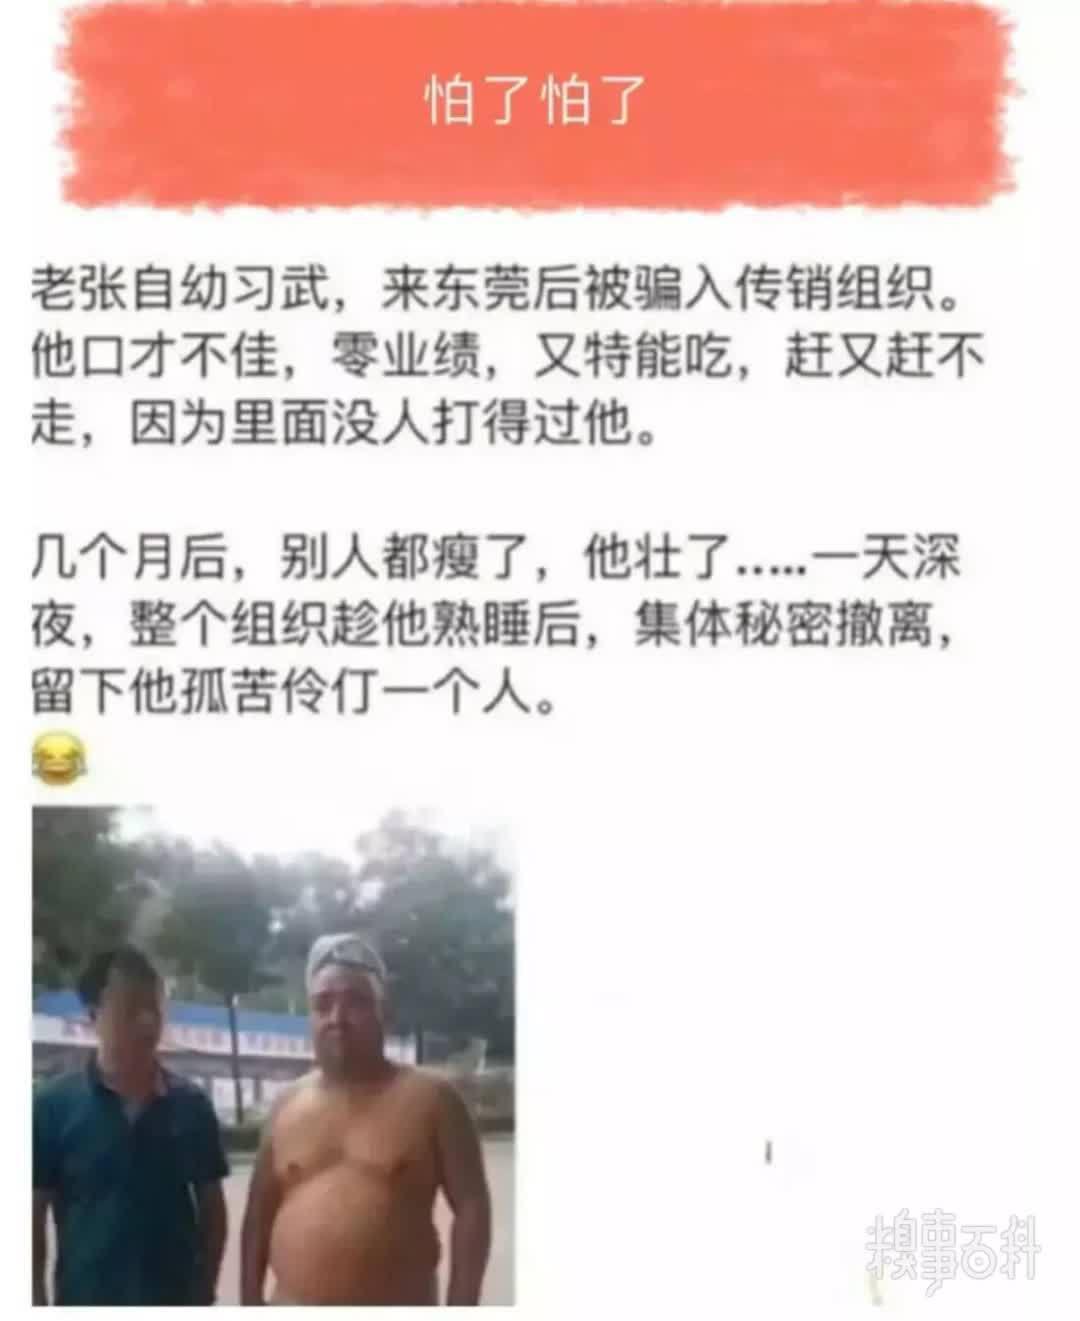 怕了怕了
老张自幼习武，来东莞后被骗入传销组织。
他口才不佳，零业绩，又特能吃，赶又赶不
走，因为里面没人打得过他。
几个月后，别人都瘦了，他壮了……一天深
夜，整个组织趁他熟睡后，集体秘密撤离，
留下他孤苦伶仃一个人。
糗事百科